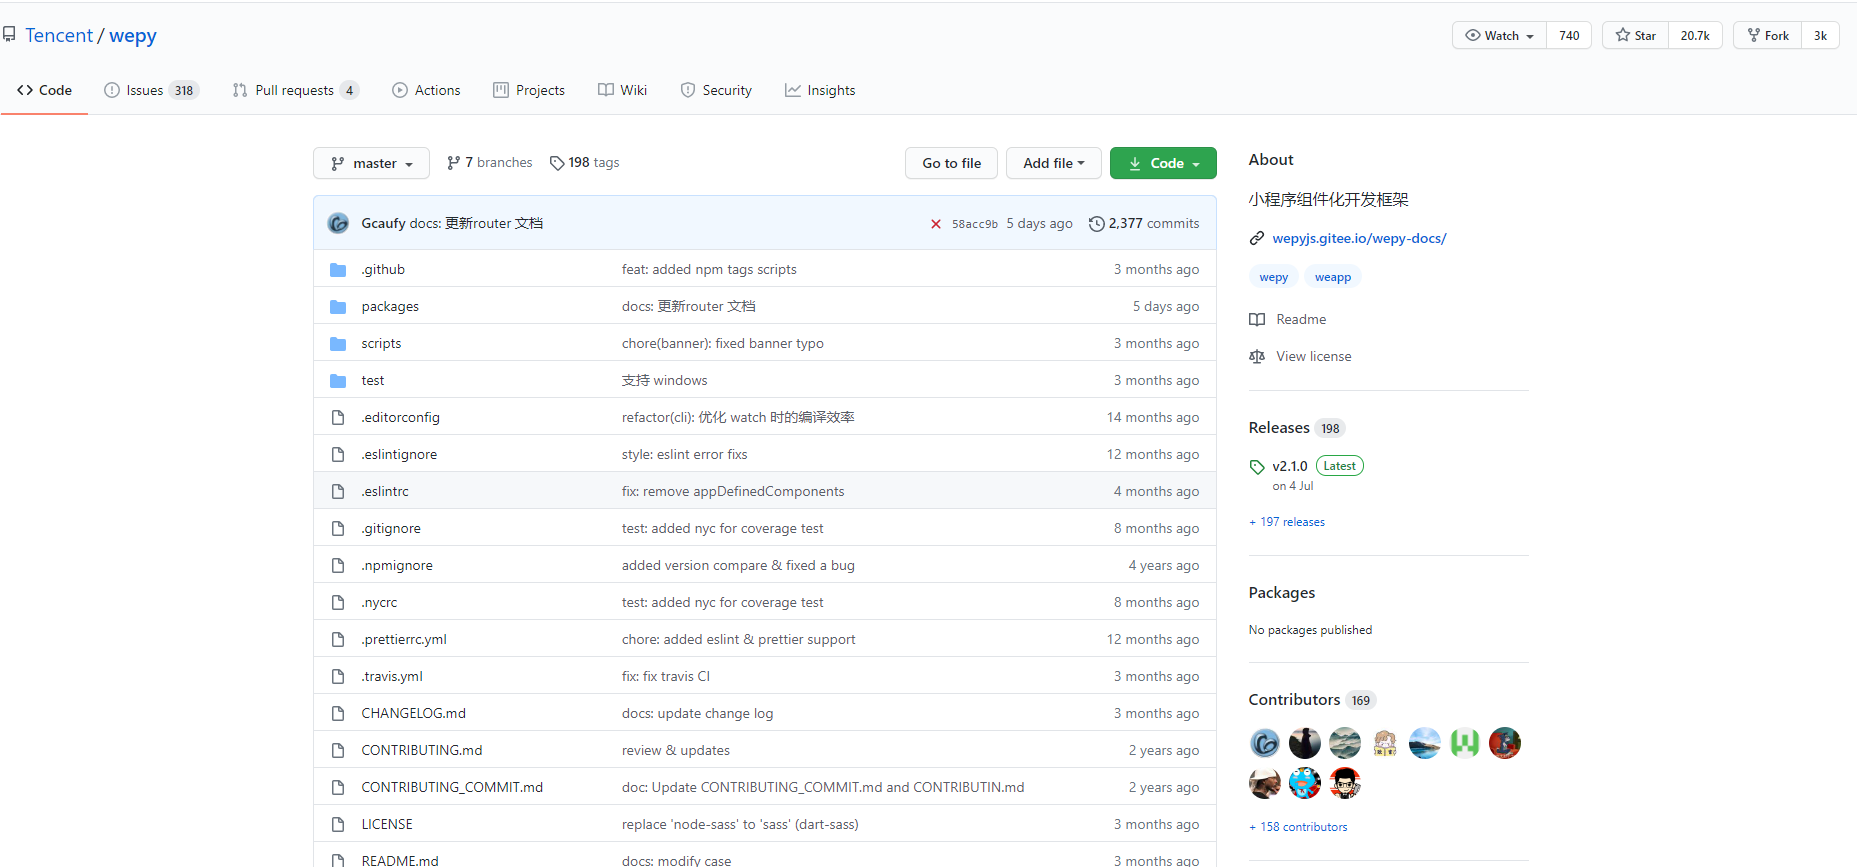 Tencent / wepy
Watch 740 Star 20.7k Fork 3k
Code Issues 318 Pull requests 4 Actions Projects Wiki Security Insights
master 7 branches 198 tags Go to file Add file Code
Gcaufy docs: 更新router 文档 58acc9b 5 days ago 2,377 commits
.github feat: added npm tags scripts 3 months ago
packages docs: 更新router 文档 5 days ago
scripts chore(banner): fixed banner typo 3 months ago
test 支持 windows 3 months ago
.editorconfig refactor(cli): 优化 watch 时的编译效率 14 months ago
.eslintignore style: eslint error fixs 12 months ago
.eslintrc fix: remove appDefinedComponents 4 months ago
.gitignore test: added nyc for coverage test 8 months ago
.npmignore added version compare & fixed a bug 4 years ago
.nycrc test: added nyc for coverage test 8 months ago
.prettierrc.yml chore: added eslint & prettier support 12 months ago
.travis.yml fix: fix travis CI 3 months ago
CHANGELOG.md docs: update change log 3 months ago
CONTRIBUTING.md review & updates 2 years ago
CONTRIBUTING_COMMIT.md doc: Update CONTRIBUTING_COMMIT.md and CONTRIBUTIN.md 2 years ago
LICENSE replace 'node-sass' to 'sass' (dart-sass) 3 months ago
README.md docs: modify case 3 months ago
About
小程序组件化开发框架
wepyjs.gitee.io/wepy-docs/
wepy weapp
Readme
View license
Releases 198
v2.1.0 Latest
on 4 Jul
+ 197 releases
Packages
No packages published
Contributors 169
+ 158 contributors